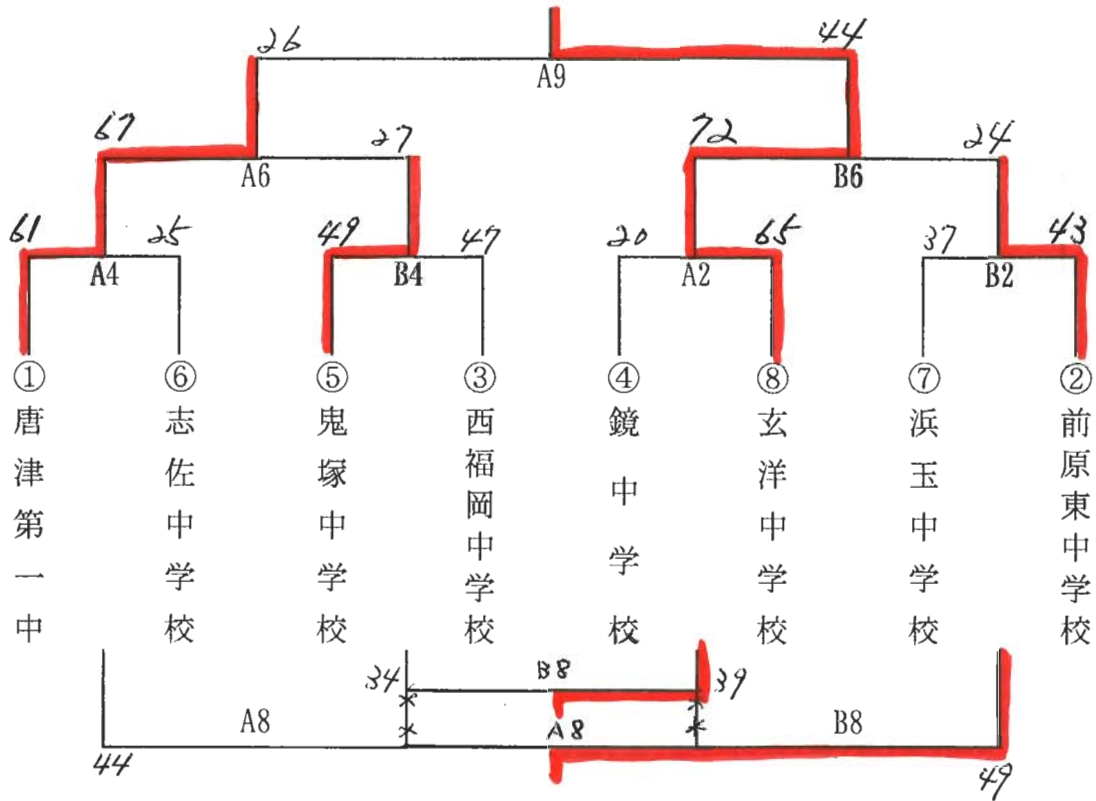 26
44
A9
67
27
72
24
A6
B6
61
25
49
47
20
65
37
43
A4
B4
A2
B2
①
⑥
⑤
③
④
⑧
⑦
②
唐津第一中
志佐中学校
鬼塚中学校
西福岡中学校
鏡中学校
玄洋中学校
浜玉中学校
前原東中学校
34
B8
39
A8
A8
B8
44
49